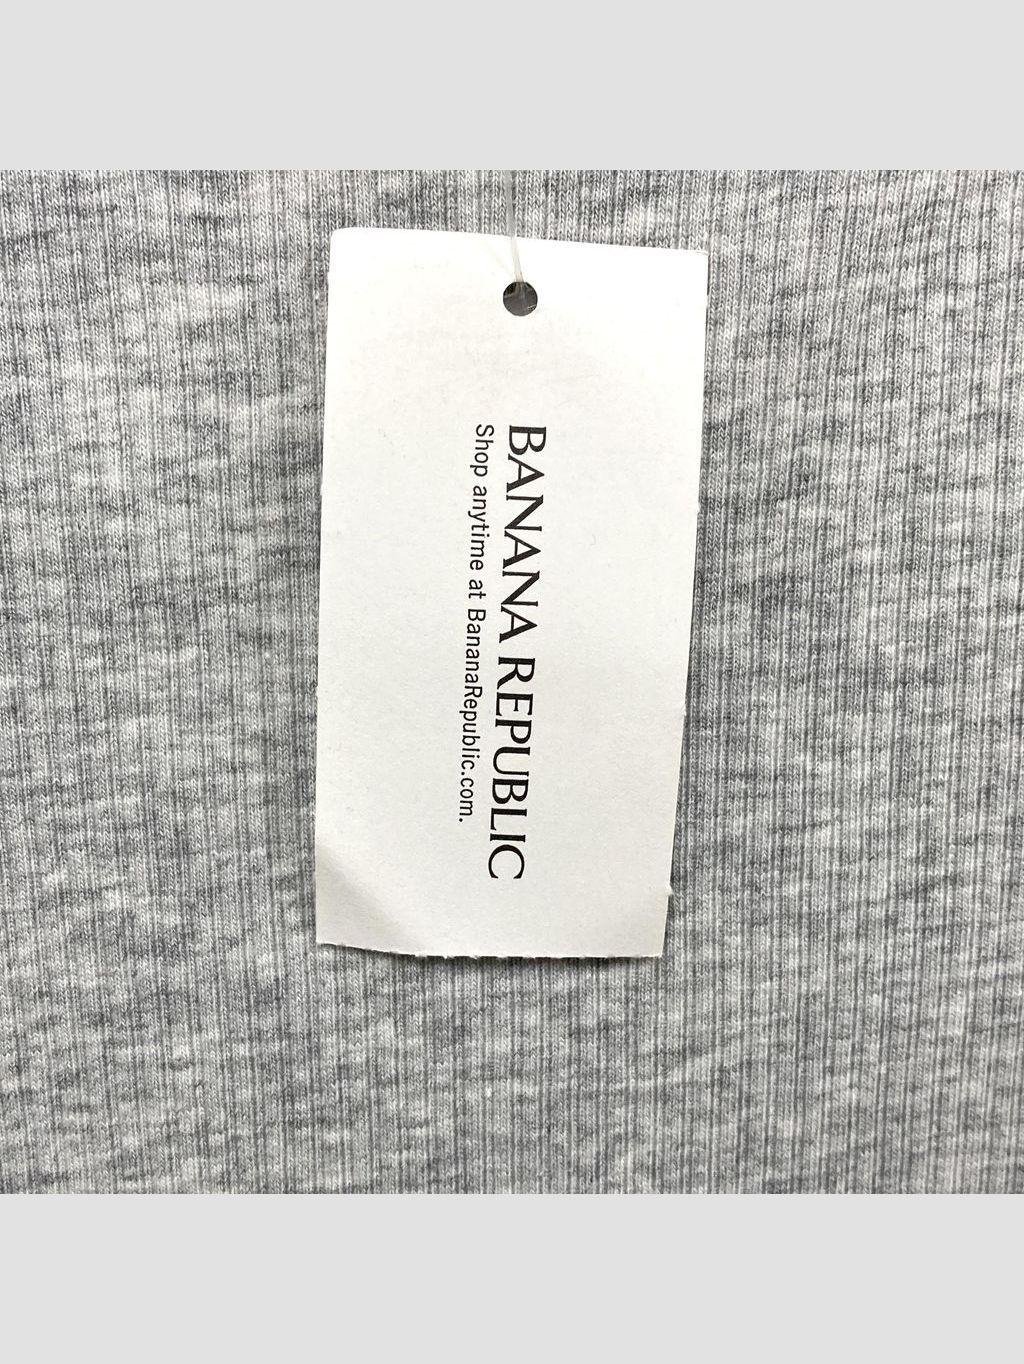 BANANA REPUBLIC
Shop anytime at BananaRepublic.com.